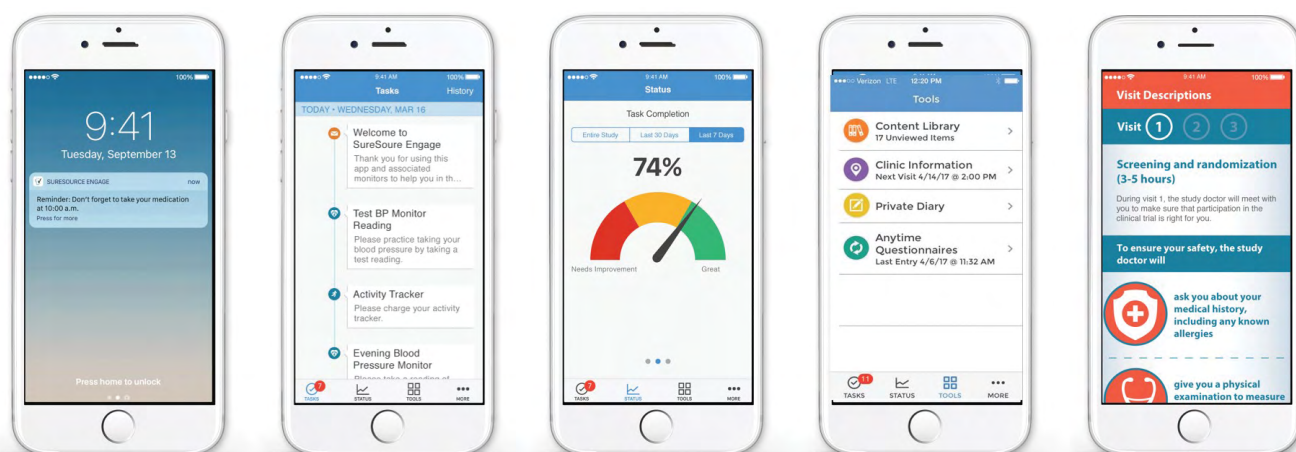 100%
9:41
Tuesday, September 13
SURESOURCE ENGAGE now
Reminder: Don't forget to take your medication
at 10:00 a.m.
Press for more
Press home to unlock
9:41 AM 100%
Tasks History
TODAY • WEDNESDAY, MAR 16
Welcome to
SureSoure Engage
Thank you for using this
app and associated
monitors to help you in th...
Test BP Monitor
Reading
Please practice taking your
blood pressure by taking a
test reading.
Activity Tracker
Please charge your activity
tracker.
Evening Blood
Pressure Monitor
Please take a reading of
7
TASKS STATUS TOOLS MORE
9:41 AM 100%
Status
Task Completion
Entire Study Last 30 Days Last 7 Days
74%
Needs Improvement Great
7
TASKS STATUS TOOLS MORE
Verizon LTE 12:20 PM
Tools
Content Library
17 Unviewed Items
Clinic Information
Next Visit 4/14/17 @ 2:00 PM
Private Diary
Anytime
Questionnaires
Last Entry 4/6/17 @ 11:32 AM
11
TASKS STATUS TOOLS MORE
9:41 AM 100%
Visit Descriptions
Visit 1 2 3
Screening and randomization
(3-5 hours)
During visit 1, the study doctor will meet with
you to make sure that participation in the
clinical trial is right for you.
To ensure your safety, the study
doctor will
ask you about your
medical history,
including any known
allergies
give you a physical
examination to measure